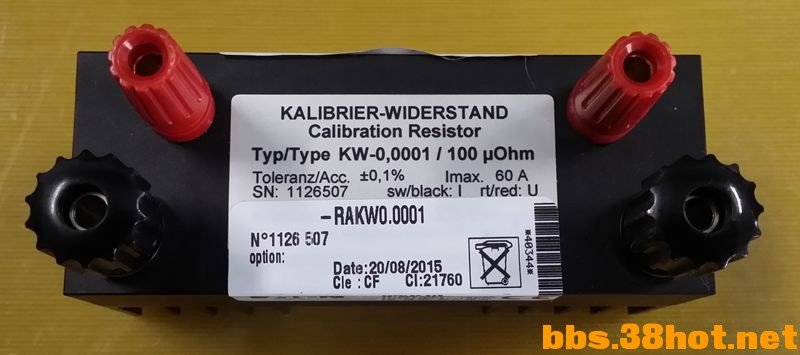 KALIBRIER-WIDERSTAND
Calibration Resistor
Typ/Type KW-0,0001 / 100 µOhm
Toleranz/Acc. ±0,1% Imax. 60 A
SN: 1126507 sw/black: I rt/red: U
-RAKW0.0001
N°1126 507
option:
Date:20/08/2015
Cle : CF CI:21760
*40344*
bbs.38hot.net